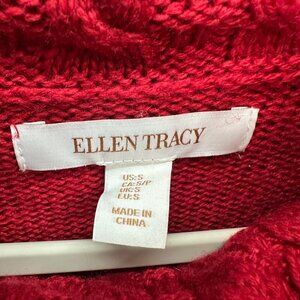 ELLEN TRACY
US:S
CA:S/P
UK:S
EU:S
MADE IN
CHINA